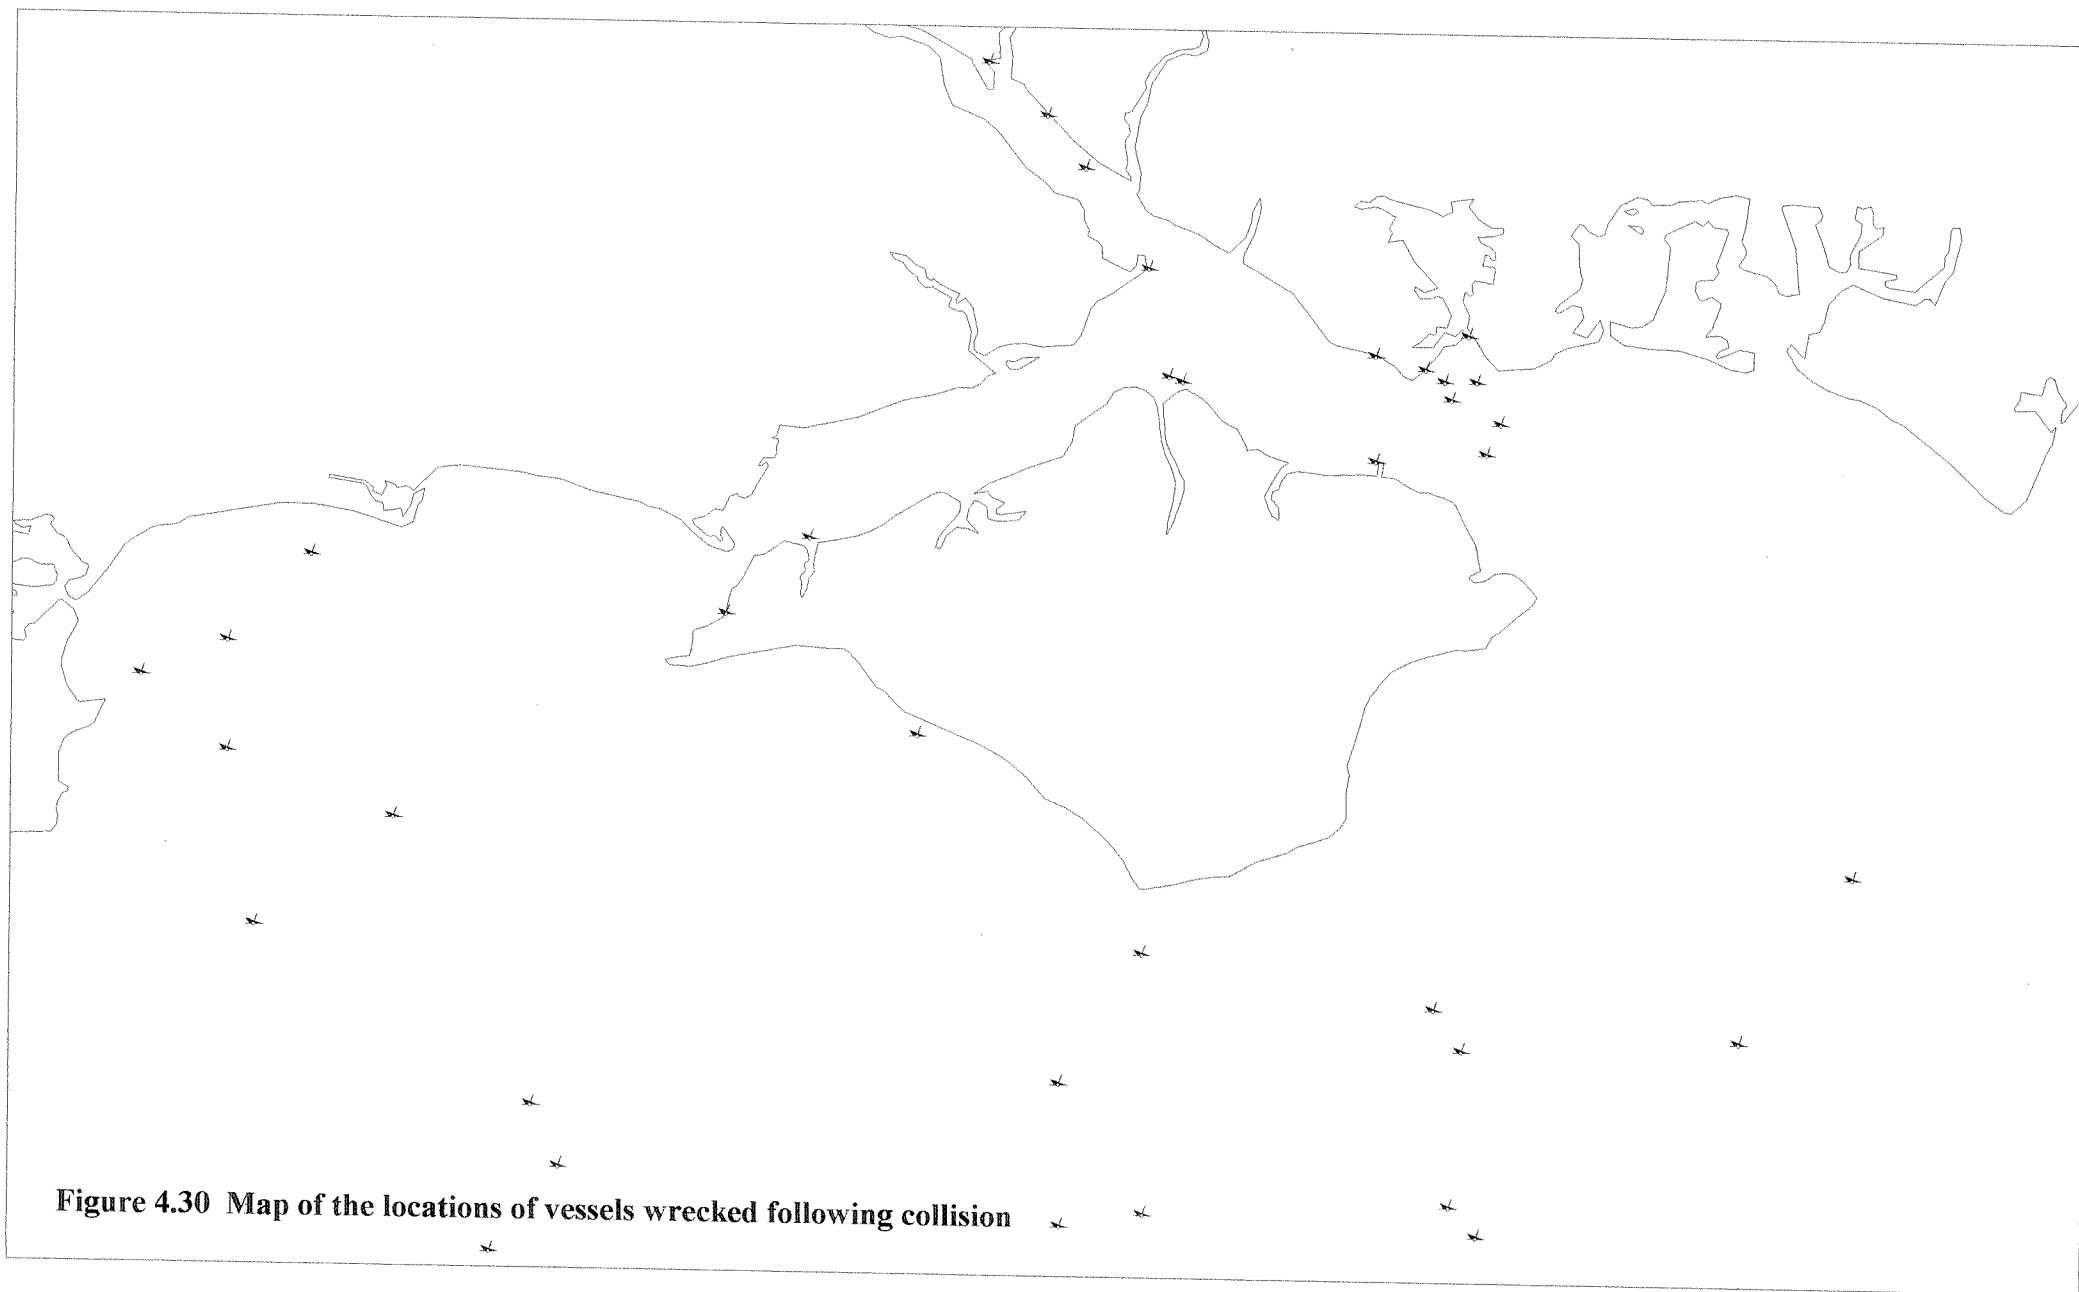 Figure 4.30 Map of the locations of vessels wrecked following collision